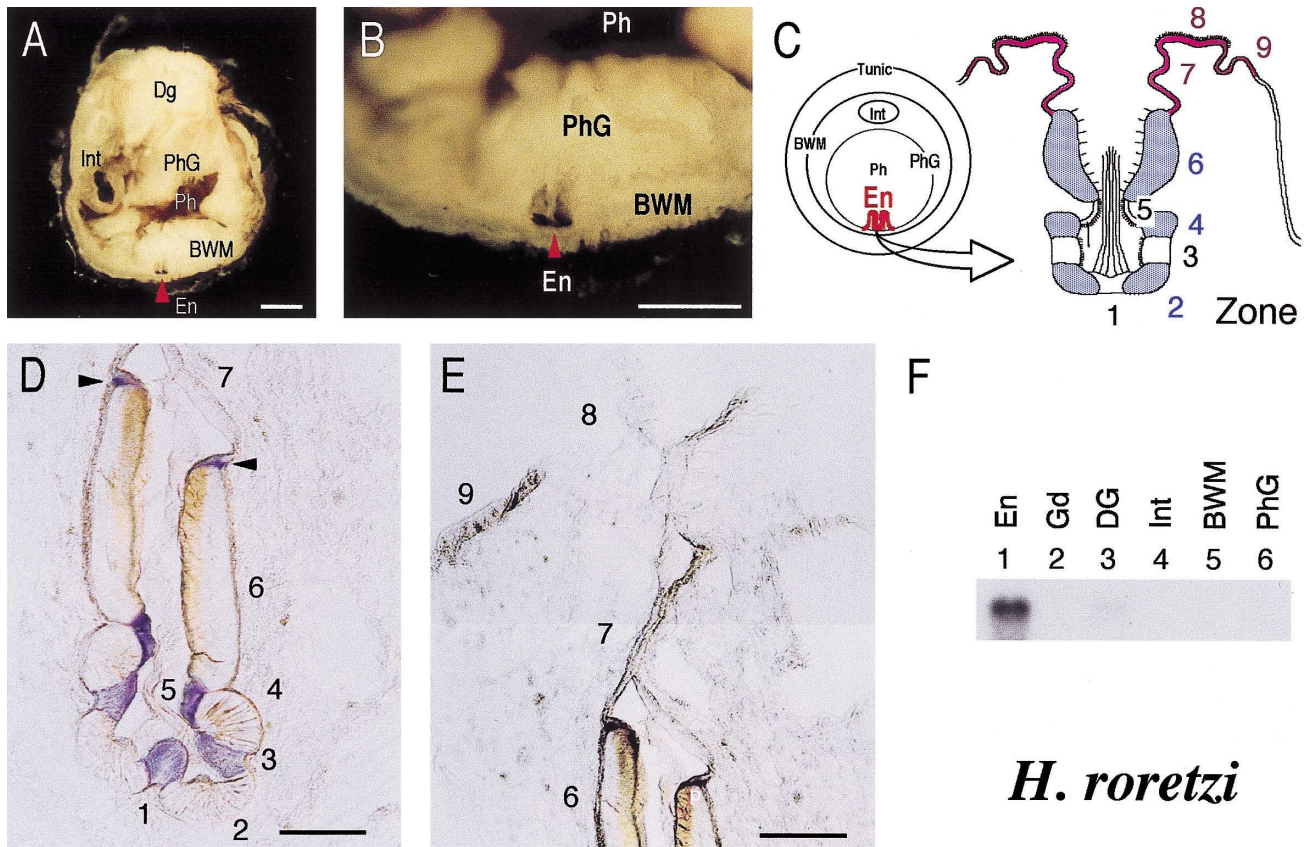 A
Dg
Int
PhG
Ph
BWM
En
B
Ph
PhG
BWM
En
C
Tunic
Int
BWM
PhG
Ph
En
8
9
7
6
5
4
3
1
2
Zone
D
7
6
5
4
3
1
2
E
8
9
7
6
P
F
En Gd DG Int BWM PhG
1 2 3 4 5 6
H. roretzi